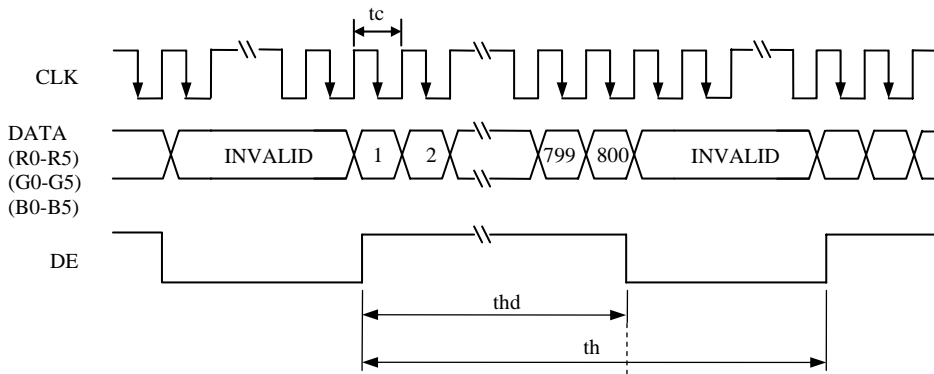 tc
CLK
DATA
(R0-R5)
(G0-G5)
(B0-B5)
INVALID 1 2 799 800 INVALID
DE
thd
th